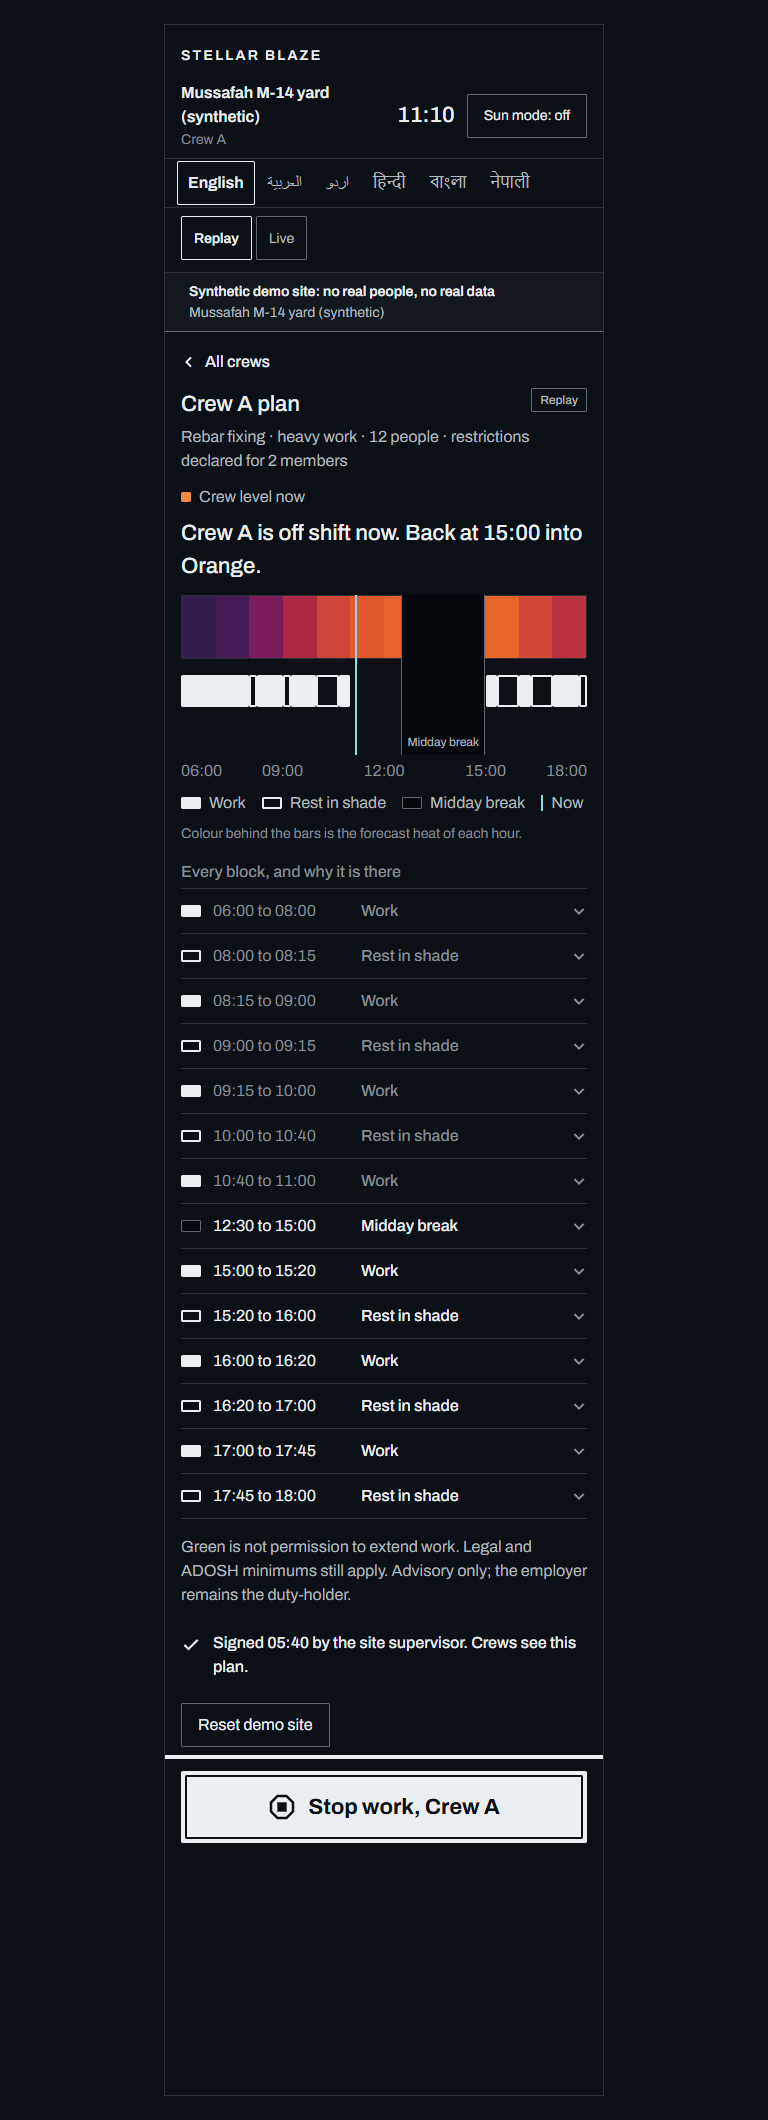 STELLAR BLAZE
Mussafah M-14 yard
(synthetic)
Crew A
11:10
Sun mode: off
English العربية اردو हिन्दी বাংলা नेपाली
Replay Live
Synthetic demo site: no real people, no real data
Mussafah M-14 yard (synthetic)
All crews
Crew A plan
Replay
Rebar fixing · heavy work · 12 people · restrictions
declared for 2 members
Crew level now
Crew A is off shift now. Back at 15:00 into
Orange.
Midday break
06:00 09:00 12:00 15:00 18:00
Work Rest in shade Midday break Now
Colour behind the bars is the forecast heat of each hour.
Every block, and why it is there
06:00 to 08:00 Work
08:00 to 08:15 Rest in shade
08:15 to 09:00 Work
09:00 to 09:15 Rest in shade
09:15 to 10:00 Work
10:00 to 10:40 Rest in shade
10:40 to 11:00 Work
12:30 to 15:00 Midday break
15:00 to 15:20 Work
15:20 to 16:00 Rest in shade
16:00 to 16:20 Work
16:20 to 17:00 Rest in shade
17:00 to 17:45 Work
17:45 to 18:00 Rest in shade
Green is not permission to extend work. Legal and
ADOSH minimums still apply. Advisory only; the employer
remains the duty-holder.
Signed 05:40 by the site supervisor. Crews see this
plan.
Reset demo site
Stop work, Crew A